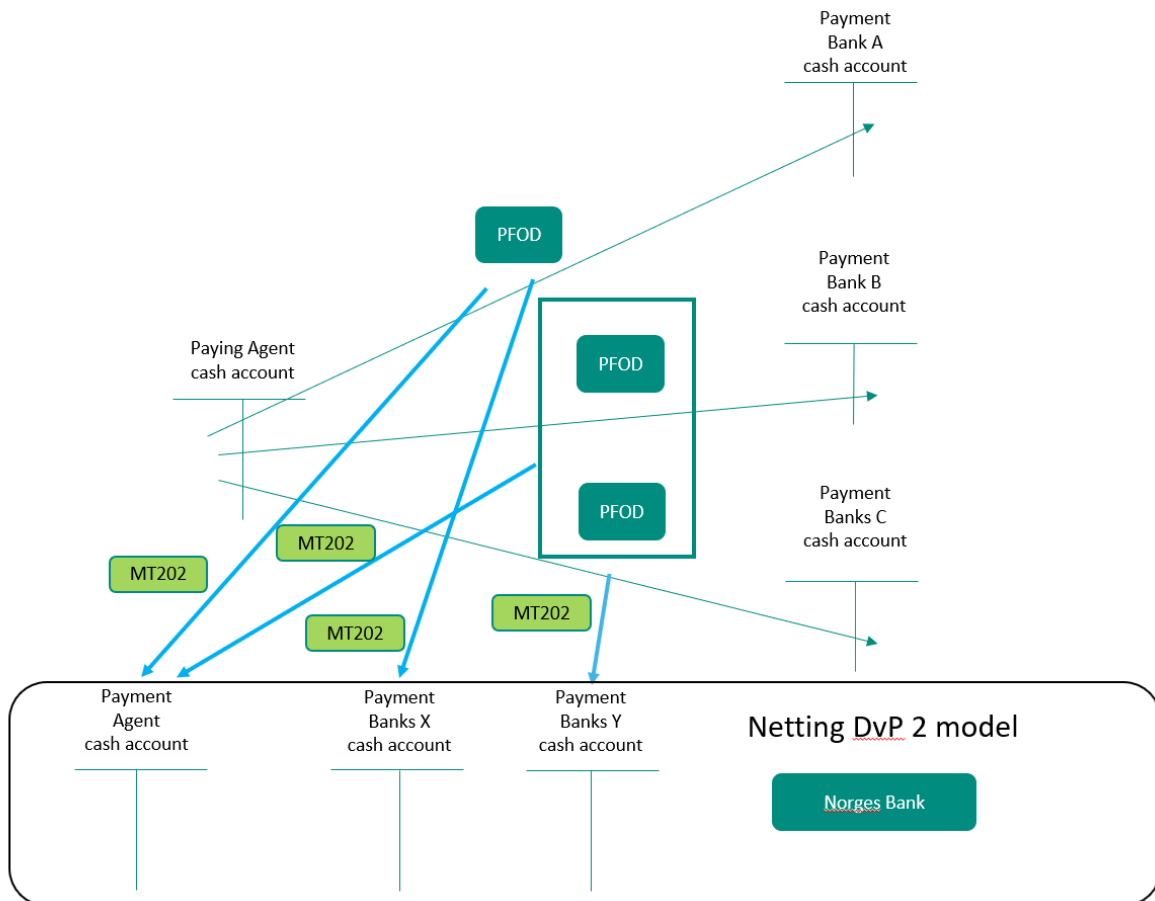 Payment
Bank A
cash account
PFOD
Payment
Bank B
cash account
Paying Agent
cash account
PFOD
PFOD
Payment
Banks C
cash account
MT202
MT202
MT202
MT202
Payment
Agent
cash account
Payment
Banks X
cash account
Payment
Banks Y
cash account
Netting DvP 2 model
Norges Bank